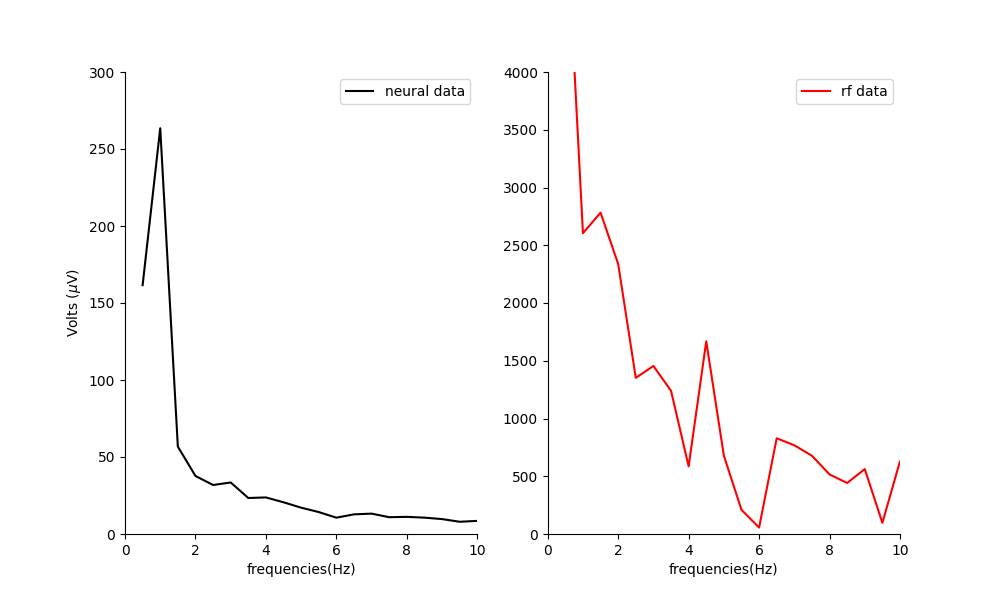 300
250
200
150
100
50
0
Volts (μV)
0 2 4 6 8 10
frequencies(Hz)
neural data
4000
3500
3000
2500
2000
1500
1000
500
0
0 2 4 6 8 10
frequencies(Hz)
rf data